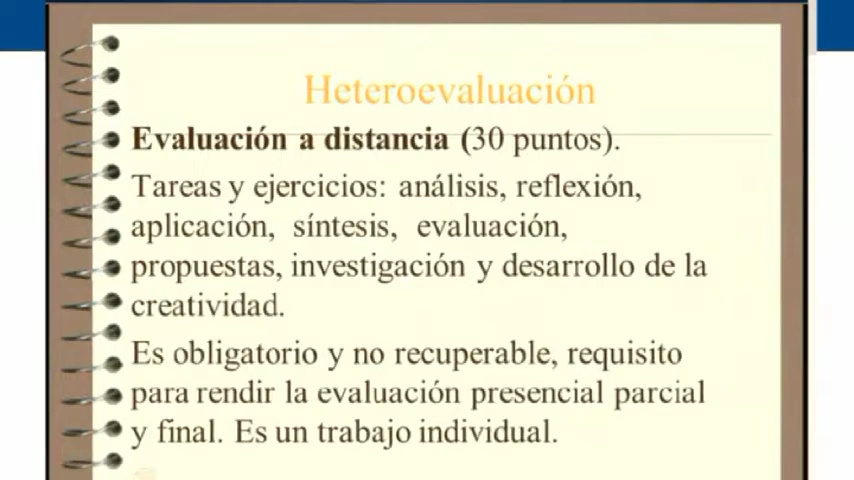 Heteroevaluación
Evaluación a distancia (30 puntos).
Tareas y ejercicios: análisis, reflexión,
aplicación, síntesis, evaluación,
propuestas, investigación y desarrollo de la
creatividad.
Es obligatorio y no recuperable, requisito
para rendir la evaluación presencial parcial
y final. Es un trabajo individual.